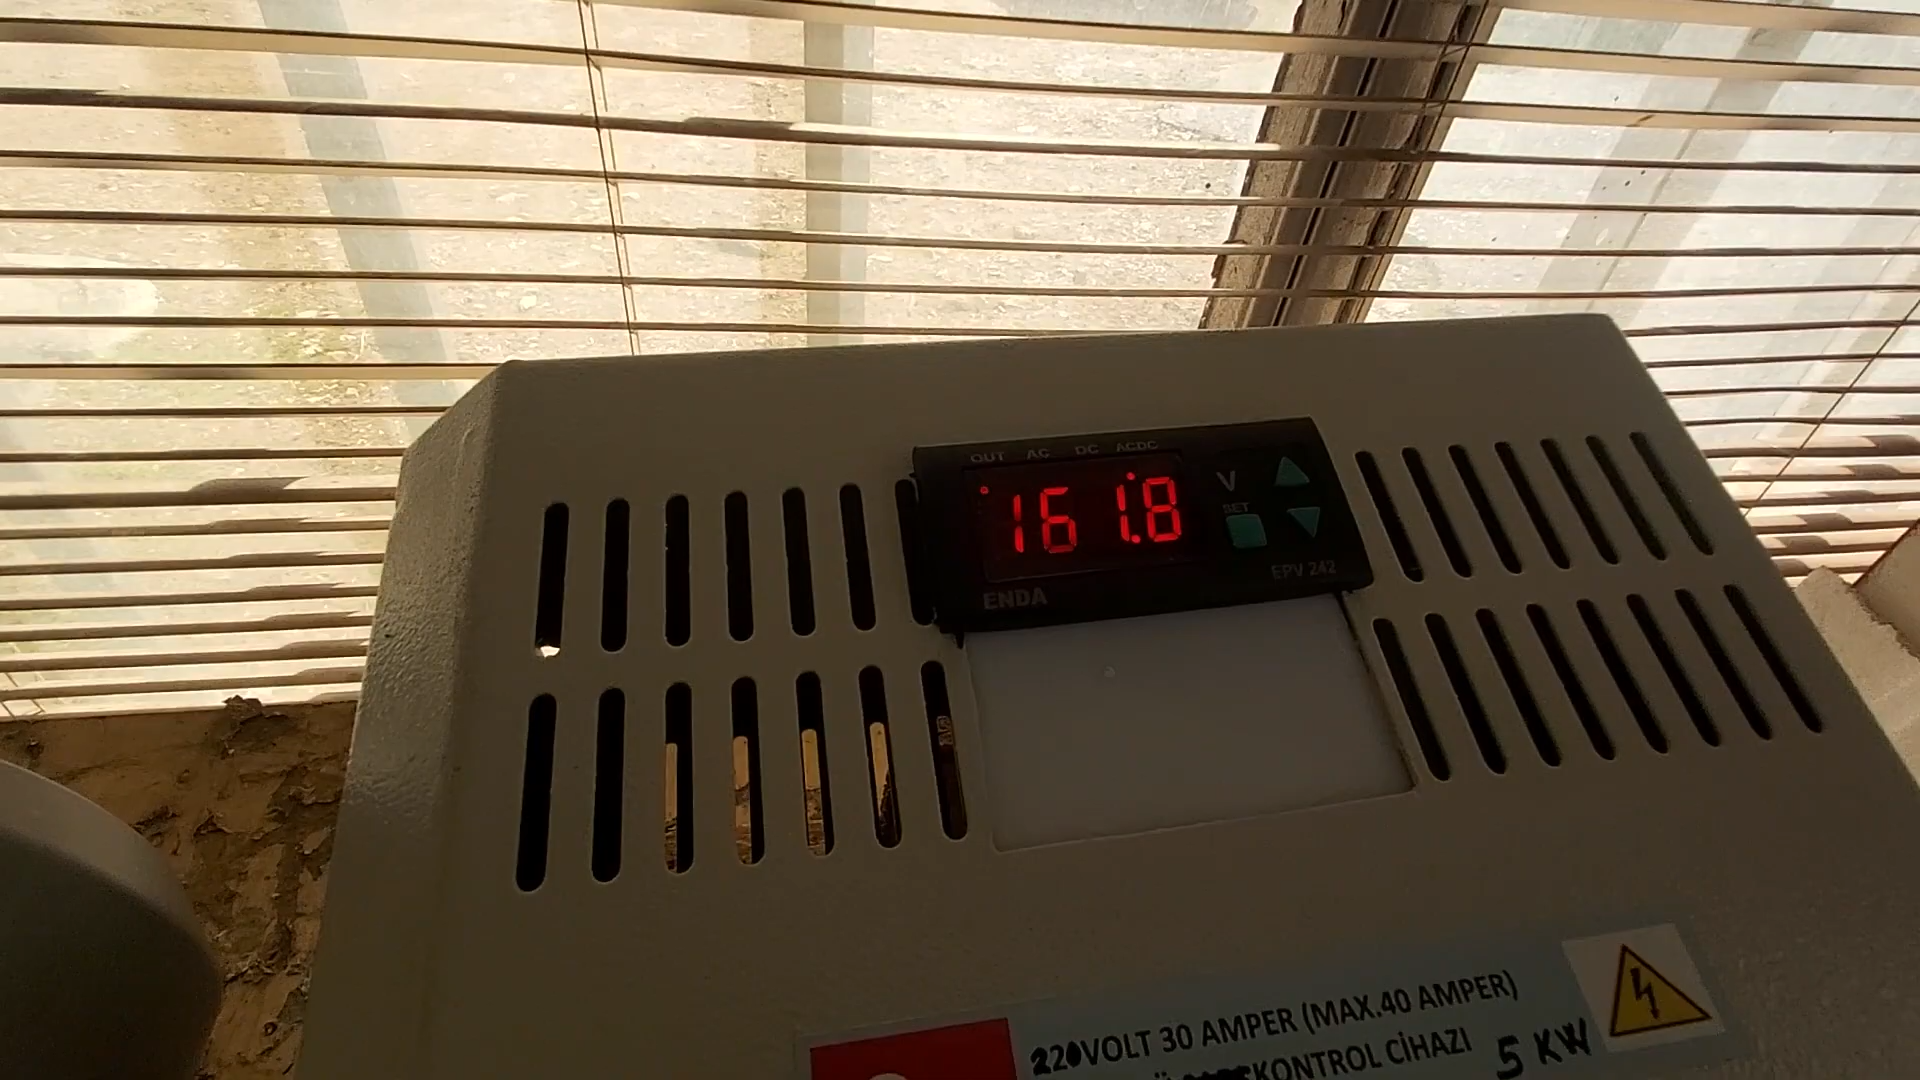 OUT AC DC ACDC
161.8
V
SET
ENDA
EPV 242
220VOLT 30 AMPER (MAX.40 AMPER)
KONTROL CİHAZI
5 KW